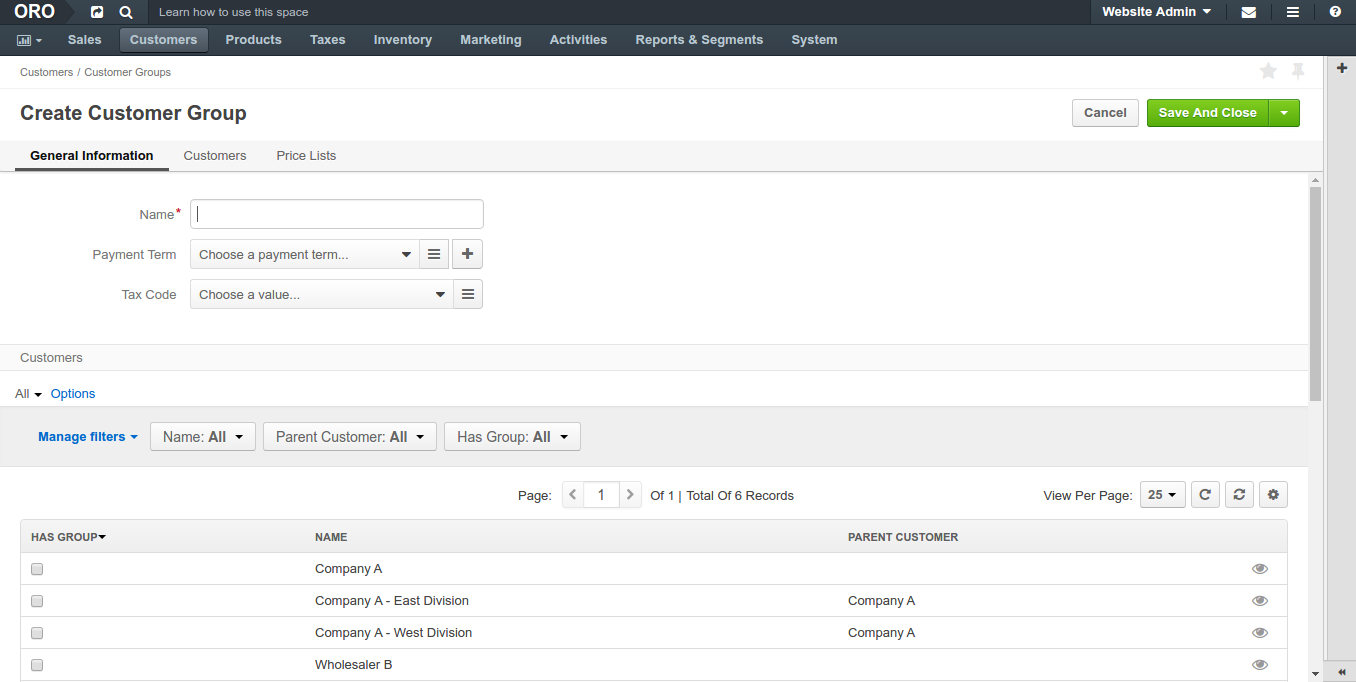 ORO Learn how to use this space Website Admin
Sales Customers Products Taxes Inventory Marketing Activities Reports & Segments System
Customers / Customer Groups
Create Customer Group Cancel Save And Close
General Information Customers Price Lists
Name*
Payment Term Choose a payment term...
Tax Code Choose a value...
Customers
All Options
Manage filters Name: All Parent Customer: All Has Group: All
Page: 1 Of 1 | Total Of 6 Records View Per Page: 25
HAS GROUP NAME PARENT CUSTOMER
Company A
Company A - East Division Company A
Company A - West Division Company A
Wholesaler B